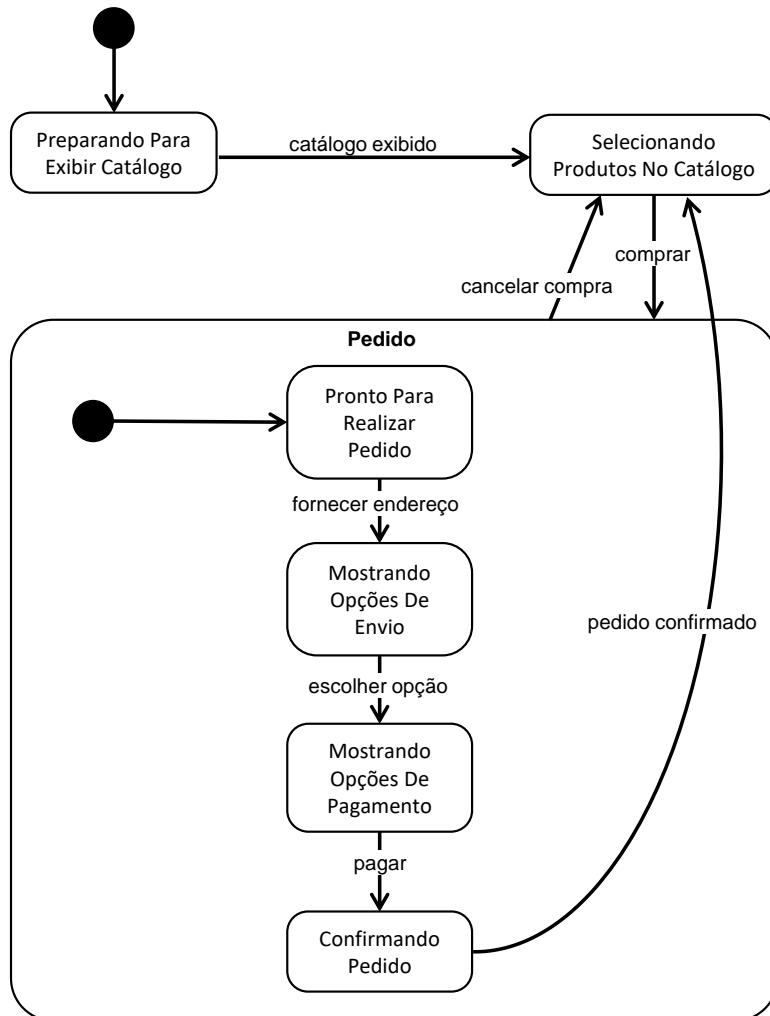 Preparando Para
Exibir Catálogo
catálogo exibido
Selecionando
Produtos No Catálogo
comprar
cancelar compra
Pedido
Pronto Para
Realizar
Pedido
fornecer endereço
Mostrando
Opções De
Envio
pedido confirmado
escolher opção
Mostrando
Opções De
Pagamento
pagar
Confirmando
Pedido